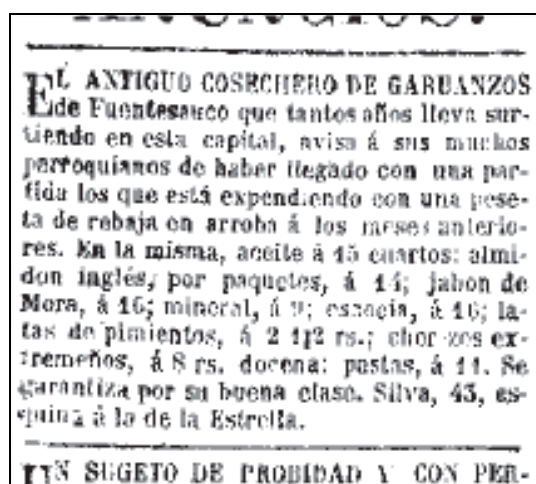 ANUNCIOS.
EL ANTIGUO COSECHERO DE GARBANZOS
de Fuentesauco que tantos años lleva sur-
tiendo en esta capital, avisa á sus muchos
parroquianos de haber llegado con una par-
tida los que está expendiendo con una pese-
ta de rebaja en arroba á los meses anterio-
res. En la misma, aceite á 15 cuartos: almi-
don inglés, por paquetes, á 14; jabon de
Mora, á 16; mineral, á 9; escocia, á 16; la-
tas de pimientos, á 2 1|2 rs.; chorizos ex-
tremeños, á 8 rs. docena: pastas, á 11. Se
garantiza por su buena clase. Silva, 43, es-
quina á la de la Estrella.
UN SUGETO DE PROBIDAD Y CON PER-